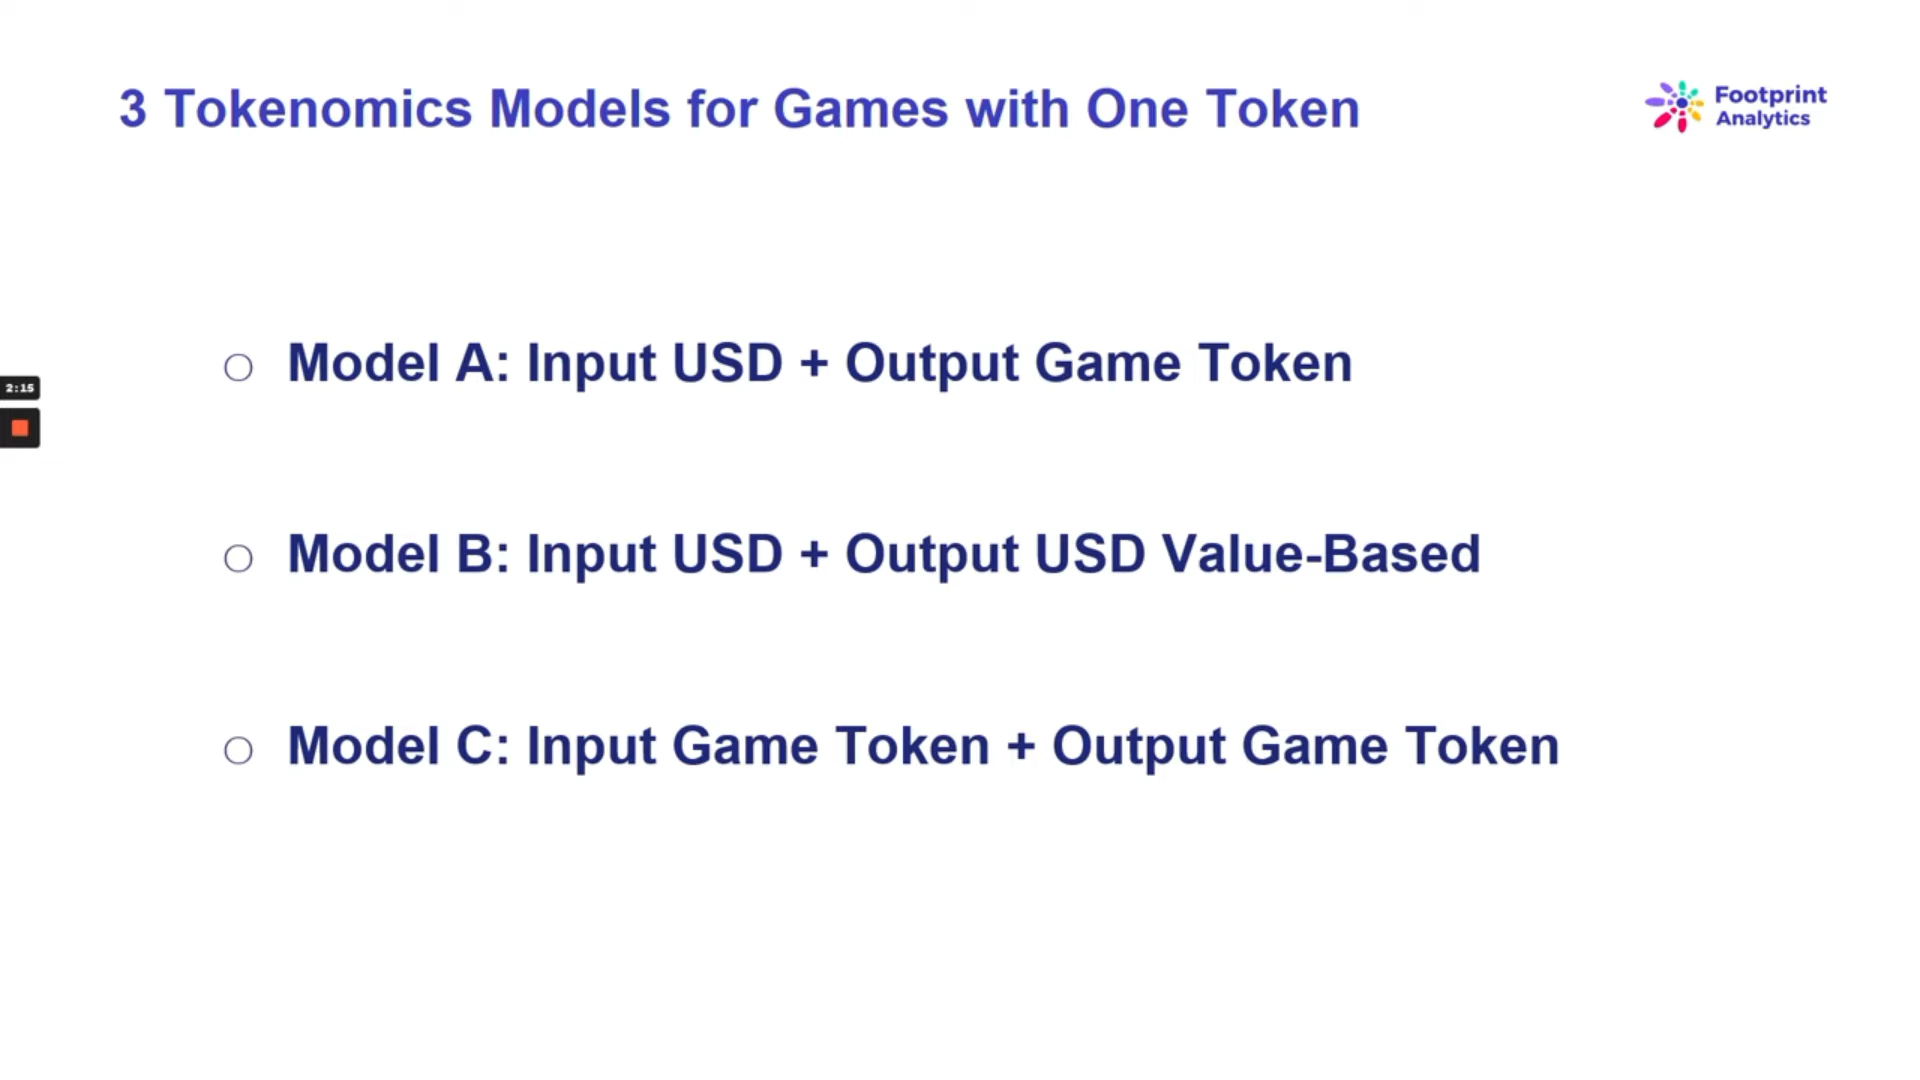 3 Tokenomics Models for Games with One Token
Footprint
Analytics
Model A: Input USD + Output Game Token
2:15
Model B: Input USD + Output USD Value-Based
Model C: Input Game Token + Output Game Token